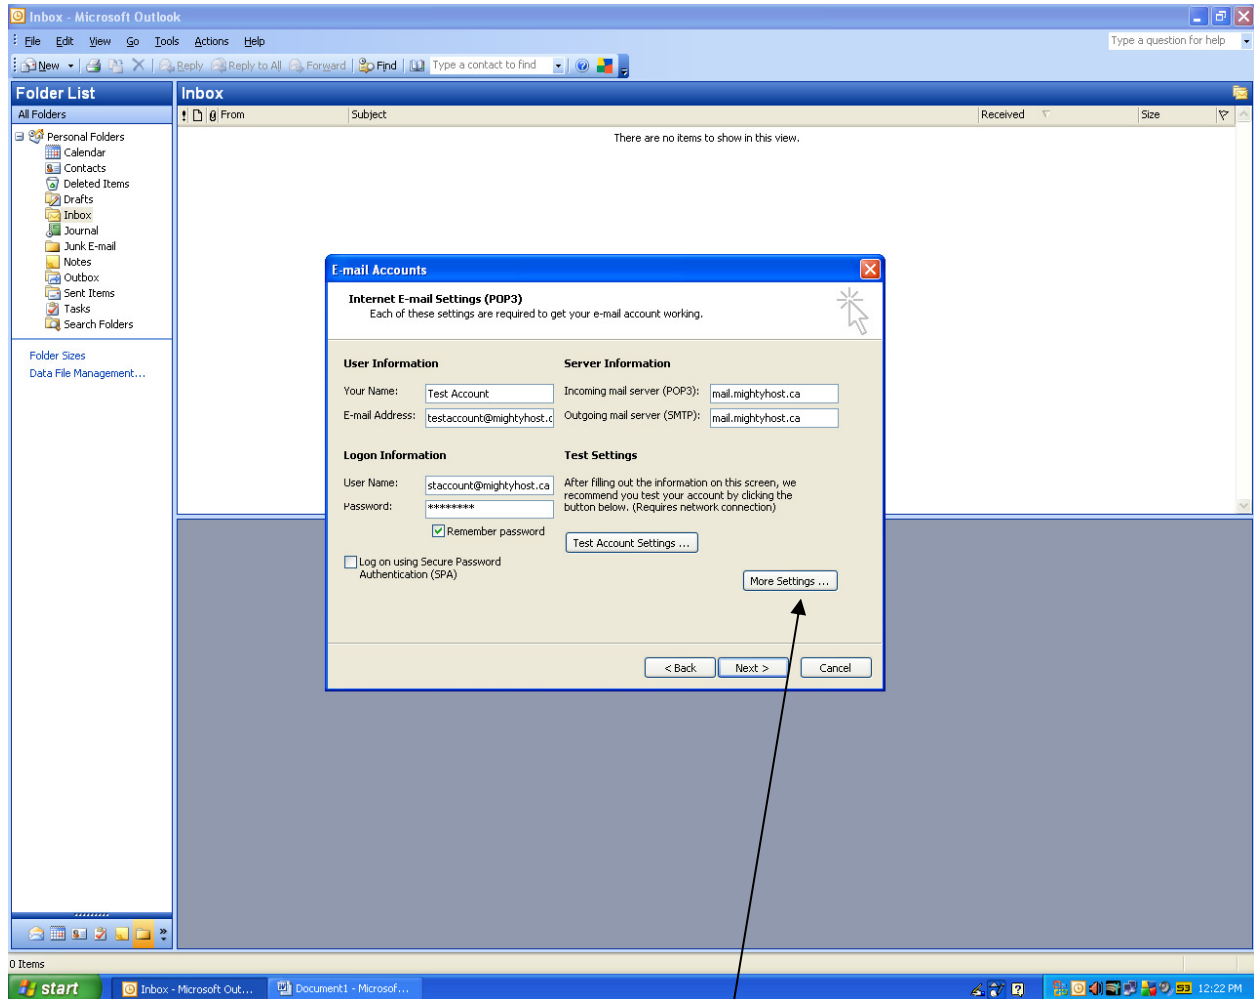 Inbox - Microsoft Outlook
File Edit View Go Tools Actions Help
Type a question for help
New Reply Reply to All Forward Find Type a contact to find
Folder List
Inbox
All Folders
From Subject Received Size
There are no items to show in this view.
Personal Folders
Calendar
Contacts
Deleted Items
Drafts
Inbox
Journal
Junk E-mail
Notes
Outbox
Sent Items
Tasks
Search Folders
Folder Sizes
Data File Management...
E-mail Accounts
Internet E-mail Settings (POP3)
Each of these settings are required to get your e-mail account working.
User Information
Your Name: Test Account
E-mail Address: testaccount@mightyhost.c
Server Information
Incoming mail server (POP3): mail.mightyhost.ca
Outgoing mail server (SMTP): mail.mightyhost.ca
Logon Information
User Name: staccount@mightyhost.ca
Password: ********
Remember password
Log on using Secure Password
Authentication (SPA)
Test Settings
After filling out the information on this screen, we
recommend you test your account by clicking the
button below. (Requires network connection)
Test Account Settings ...
More Settings ...
< Back Next > Cancel
0 Items
start Inbox - Microsoft Out... Document1 - Microsof... 12:22 PM